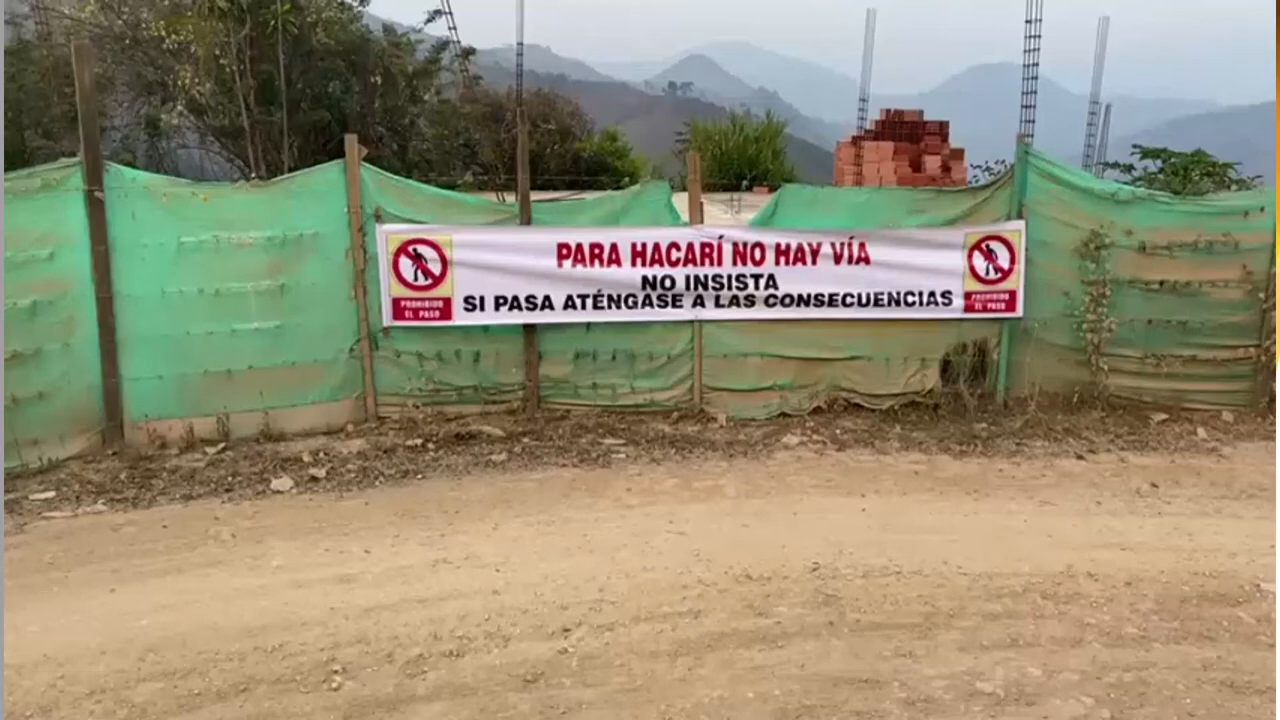 PARA HACARÍ NO HAY VÍA
NO INSISTA
SI PASA ATÉNGASE A LAS CONSECUENCIAS
PROHIBIDO
EL PASO
PROHIBIDO
EL PASO